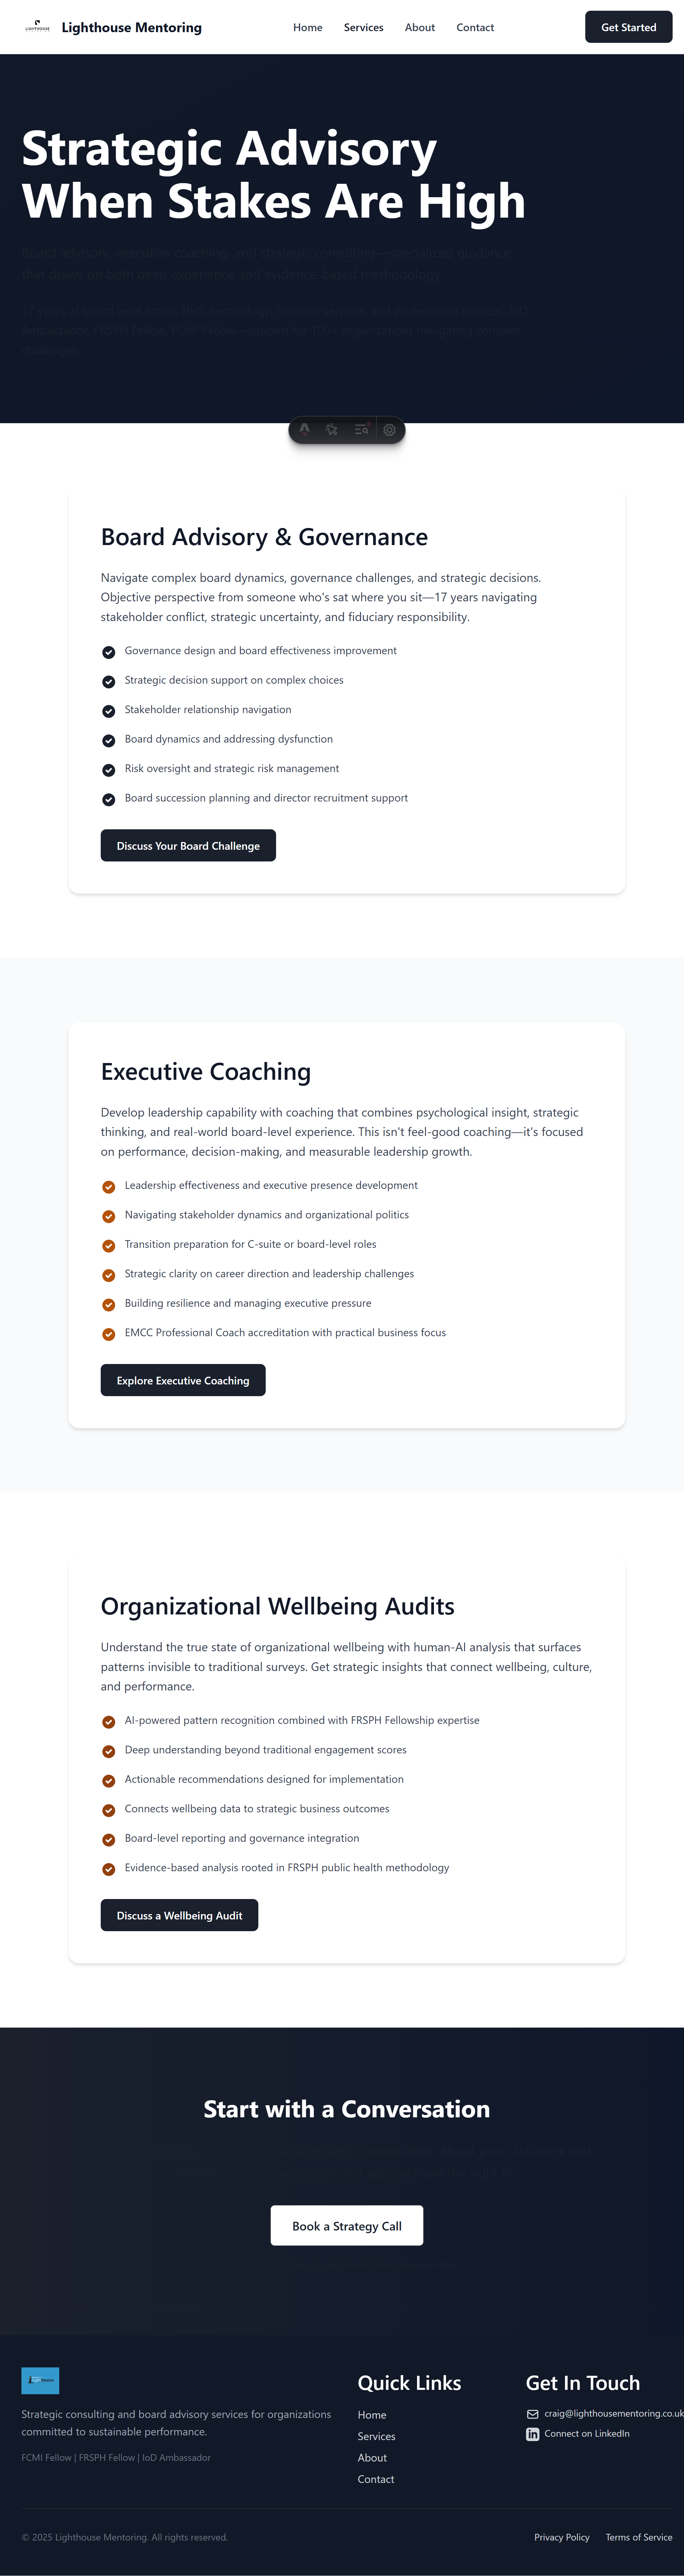 LIGHTHOUSE
Lighthouse Mentoring
Home
Services
About
Contact
Get Started
Strategic Advisory
When Stakes Are High
Board advisory, executive coaching, and strategic consulting—specialized guidance
that draws on both deep experience and evidence-based methodology.
17 years at board level across NHS, technology, financial services, and professional services. IoD
Ambassador, FRSPH Fellow, FCMI Fellow—support for 100+ organizations navigating complex
challenges.
Board Advisory & Governance
Navigate complex board dynamics, governance challenges, and strategic decisions.
Objective perspective from someone who's sat where you sit—17 years navigating
stakeholder conflict, strategic uncertainty, and fiduciary responsibility.
Governance design and board effectiveness improvement
Strategic decision support on complex choices
Stakeholder relationship navigation
Board dynamics and addressing dysfunction
Risk oversight and strategic risk management
Board succession planning and director recruitment support
Discuss Your Board Challenge
Executive Coaching
Develop leadership capability with coaching that combines psychological insight, strategic
thinking, and real-world board-level experience. This isn't feel-good coaching—it's focused
on performance, decision-making, and measurable leadership growth.
Leadership effectiveness and executive presence development
Navigating stakeholder dynamics and organizational politics
Transition preparation for C-suite or board-level roles
Strategic clarity on career direction and leadership challenges
Building resilience and managing executive pressure
EMCC Professional Coach accreditation with practical business focus
Explore Executive Coaching
Organizational Wellbeing Audits
Understand the true state of organizational wellbeing with human-AI analysis that surfaces
patterns invisible to traditional surveys. Get strategic insights that connect wellbeing, culture,
and performance.
AI-powered pattern recognition combined with FRSPH Fellowship expertise
Deep understanding beyond traditional engagement scores
Actionable recommendations designed for implementation
Connects wellbeing data to strategic business outcomes
Board-level reporting and governance integration
Evidence-based analysis rooted in FRSPH public health methodology
Discuss a Wellbeing Audit
Start with a Conversation
Book a Strategy Call
Strategic consulting and board advisory services for organizations
committed to sustainable performance.
FCMI Fellow | FRSPH Fellow | IoD Ambassador
Quick Links
Home
Services
About
Contact
Get In Touch
craig@lighthousementoring.co.uk
Connect on LinkedIn
© 2025 Lighthouse Mentoring. All rights reserved.
Privacy Policy
Terms of Service